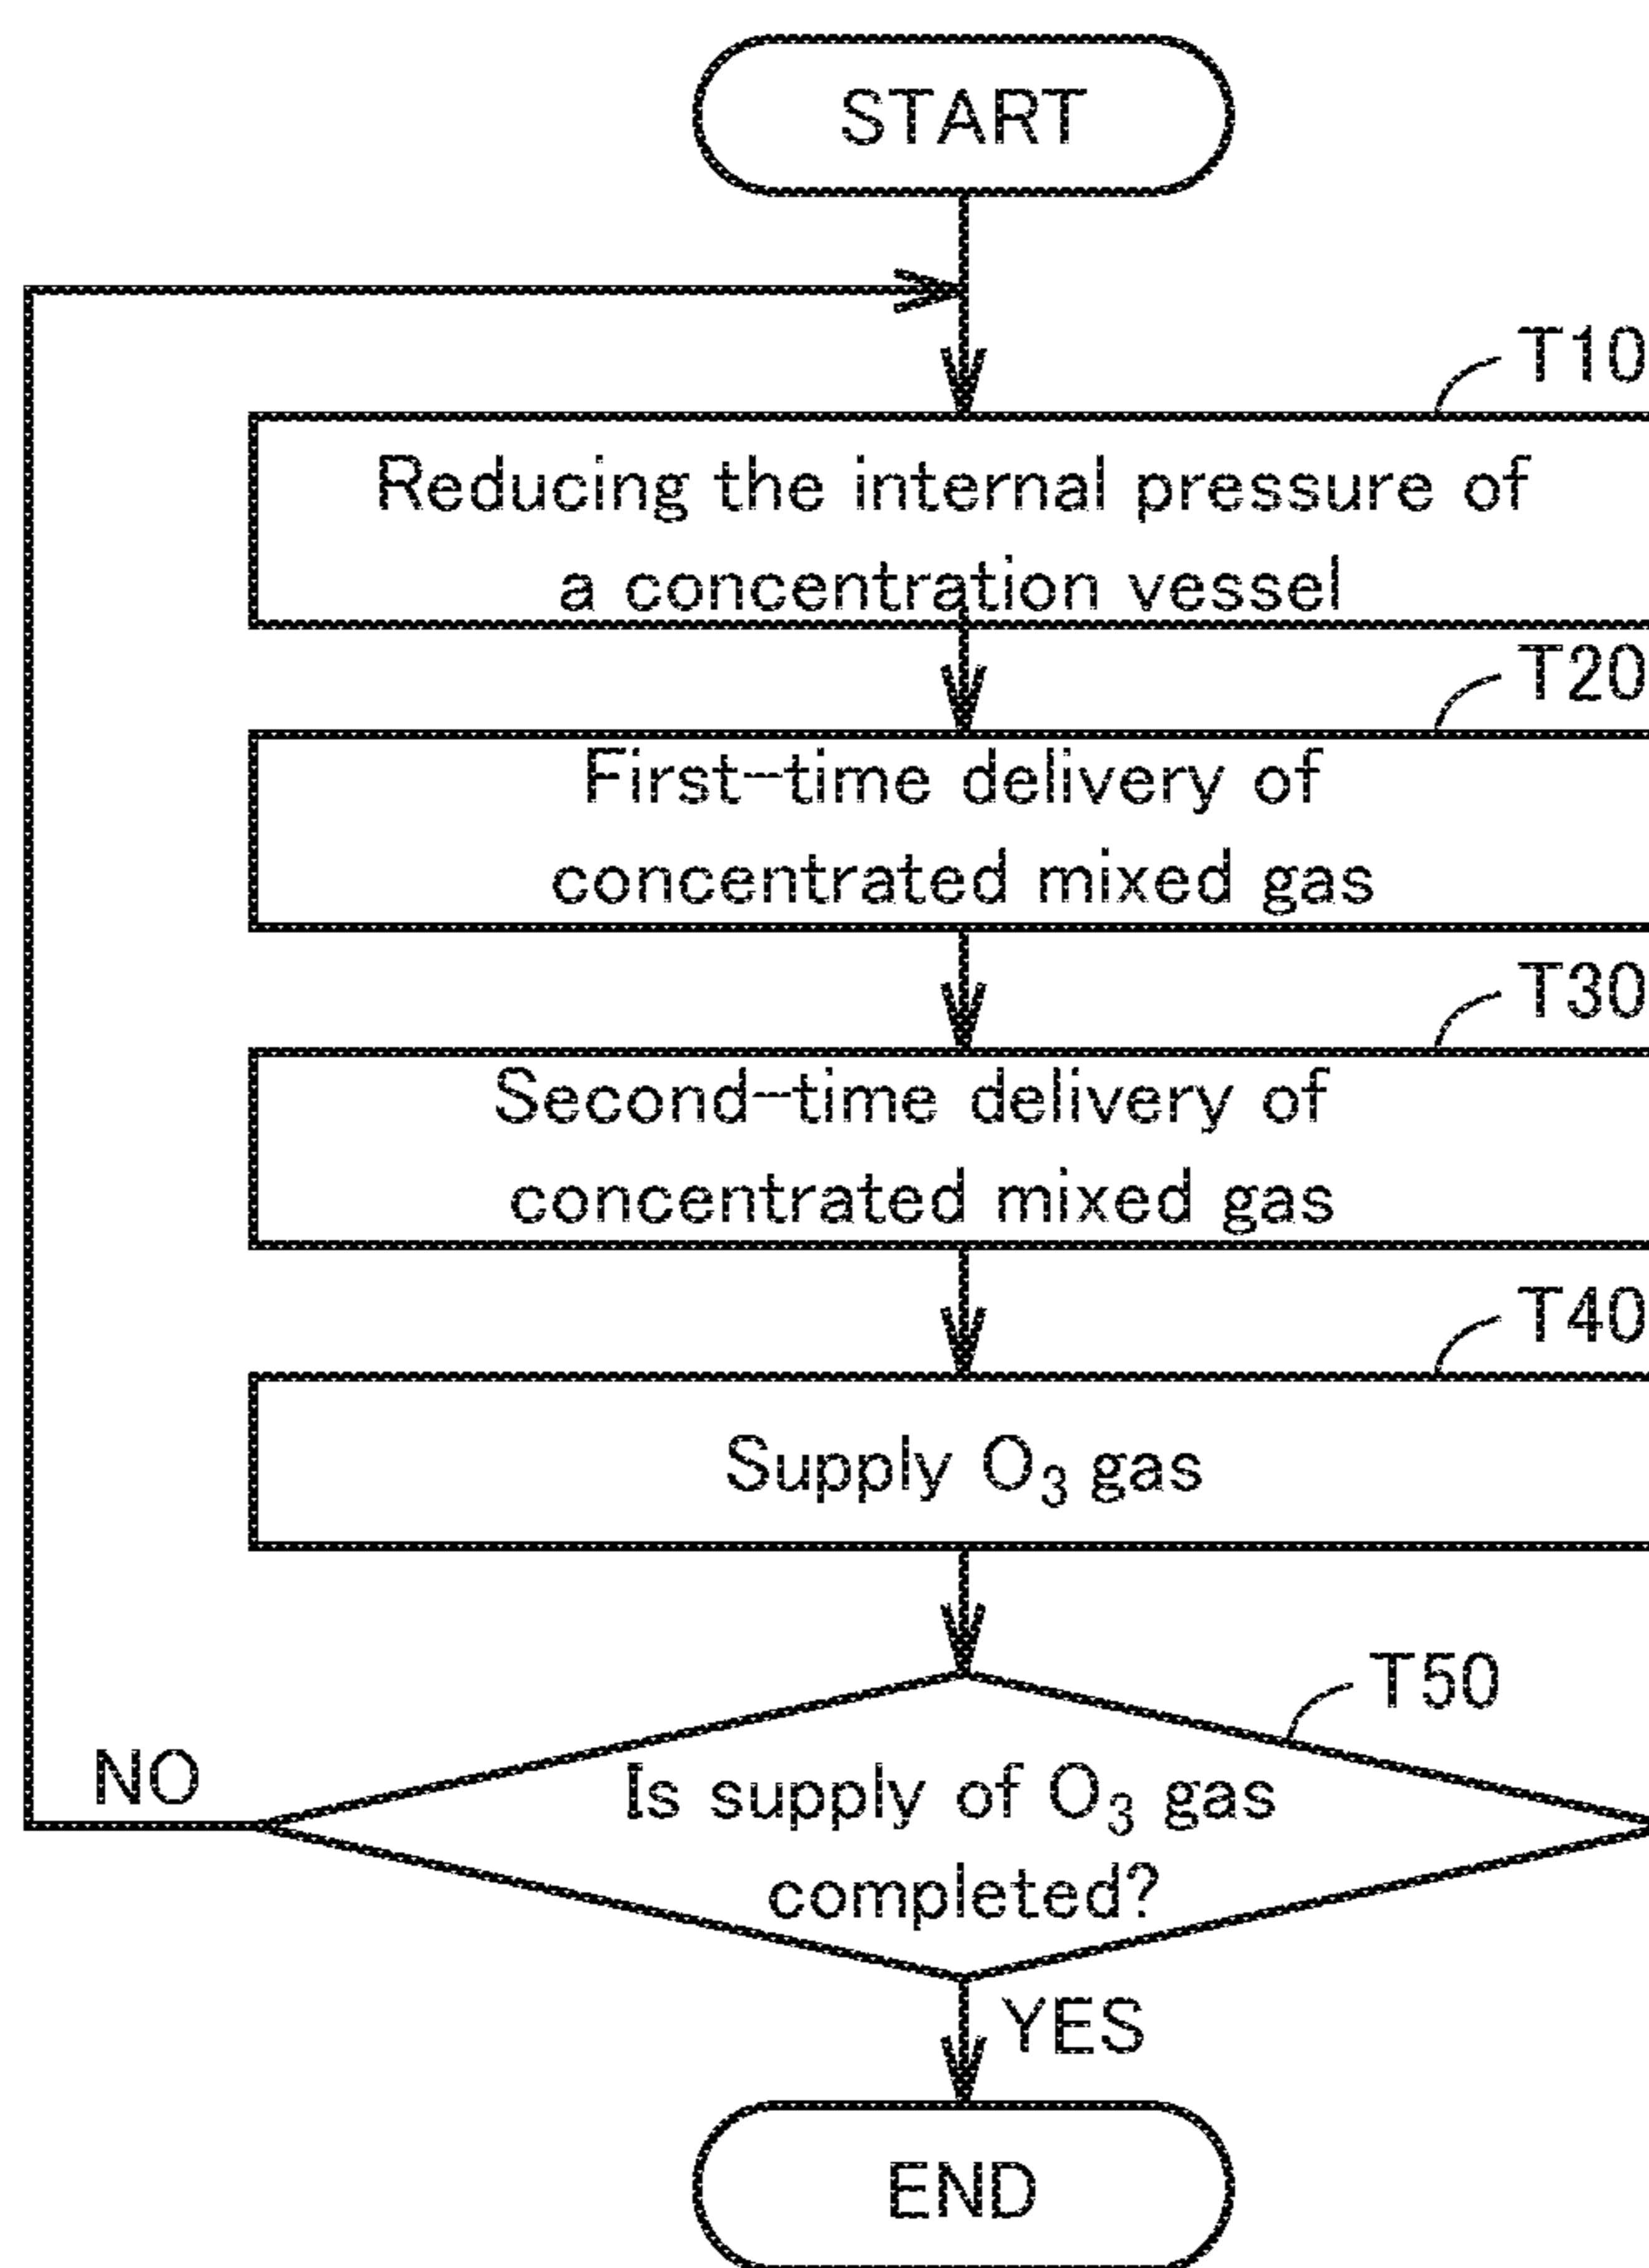 START
T10
Reducing the internal pressure of
a concentration vessel
T20
First-time delivery of
concentrated mixed gas
T30
Second-time delivery of
concentrated mixed gas
T40
Supply O₃ gas
T50
NO
Is supply of O₃ gas
completed?
YES
END